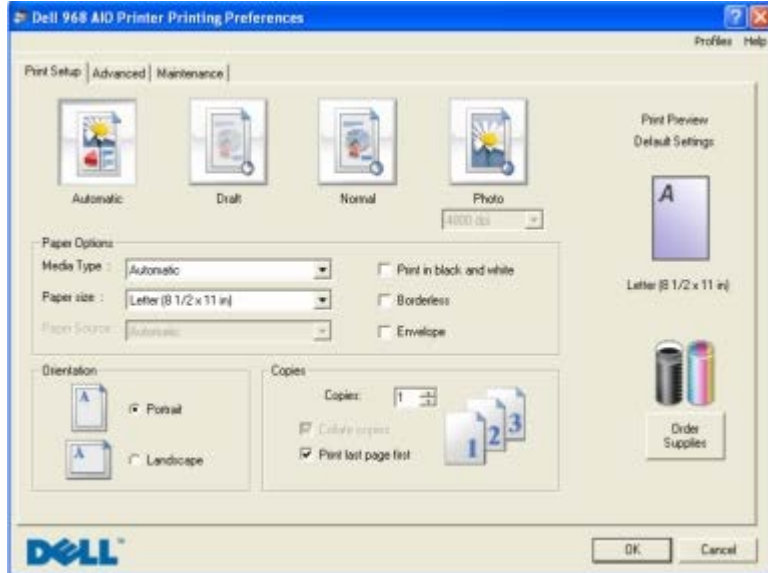 Dell 968 AIO Printer Printing Preferences
Profiles Help
Print Setup Advanced Maintenance
Automatic
Draft
Normal
Photo
4800 dpi
Print Preview
Default Settings
A
Letter (8 1/2 x 11 in)
Paper Options
Media Type : Automatic
Print in black and white
Paper size : Letter (8 1/2 x 11 in)
Borderless
Paper Source : Automatic
Envelope
Orientation
A
Portrait
A
Landscape
Copies
Copies: 1
Collate copies
Print last page first
1 2 3
Order
Supplies
DELL™
OK Cancel